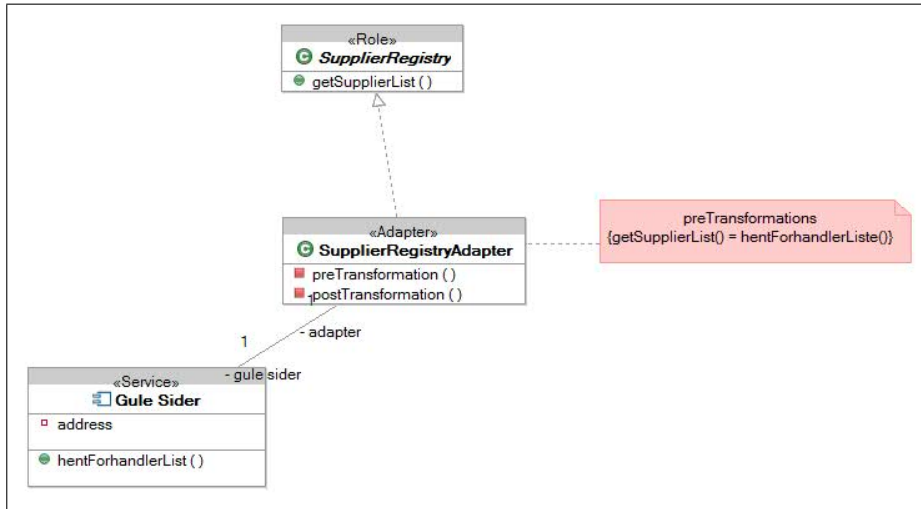 «Role»
SupplierRegistry
getSupplierList ( )
«Adapter»
SupplierRegistryAdapter
preTransformation ( )
postTransformation ( )
preTransformations
{getSupplierList() = hentForhandlerListe()}
1
- adapter
1
- gule sider
«Service»
Gule Sider
address
hentForhandlerList ( )